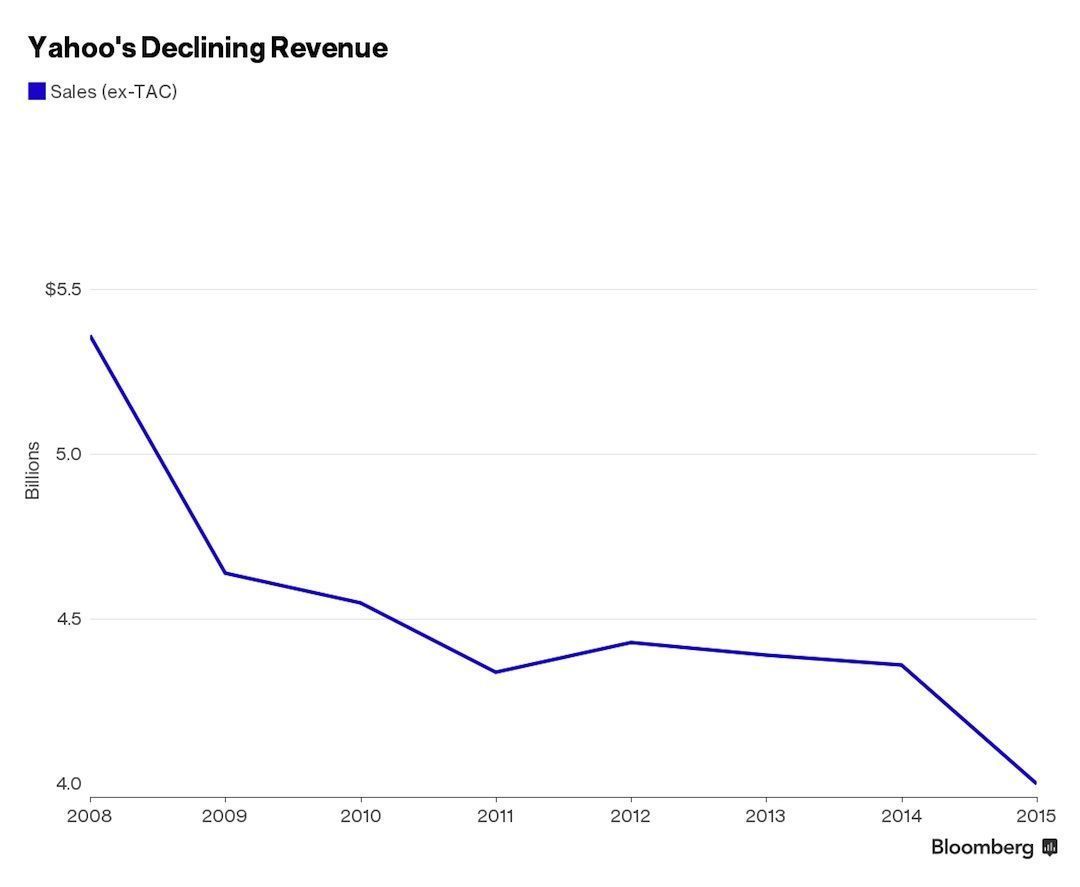 Yahoo's Declining Revenue
Sales (ex-TAC)
$5.5
5.0
4.5
4.0
Billions
2008 2009 2010 2011 2012 2013 2014 2015
Bloomberg